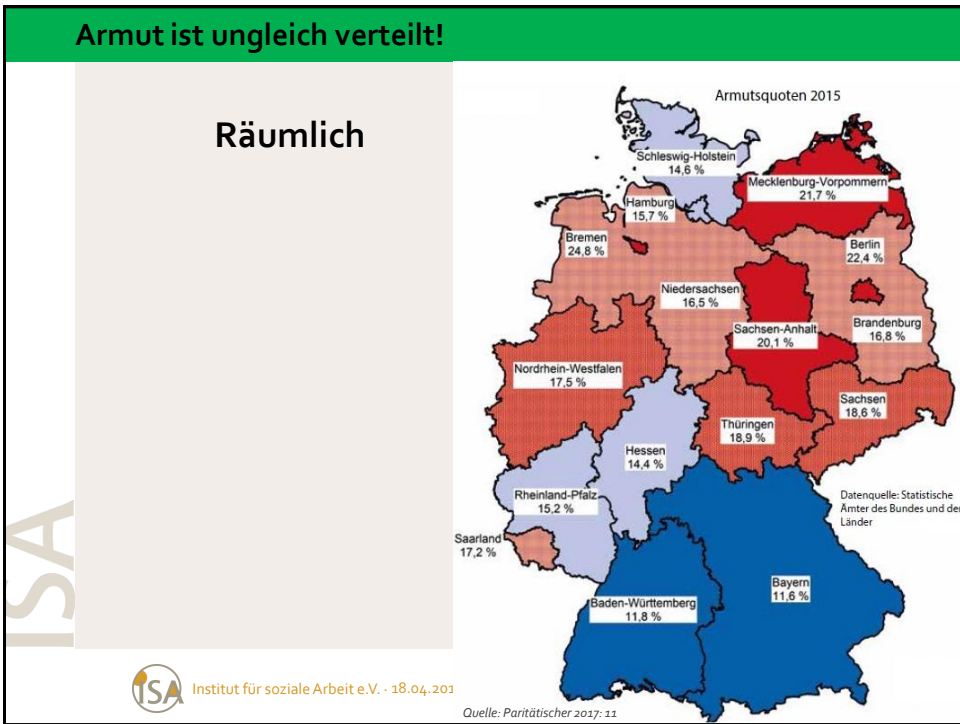 Armut ist ungleich verteilt!
Räumlich
Armutsquoten 2015
Schleswig-Holstein
14,6 %
Mecklenburg-Vorpommern
21,7 %
Hamburg
15,7 %
Bremen
24,8 %
Berlin
22,4 %
Niedersachsen
16,5 %
Sachsen-Anhalt
20,1 %
Brandenburg
16,8 %
Nordrhein-Westfalen
17,5 %
Sachsen
18,6 %
Thüringen
18,9 %
Hessen
14,4 %
Rheinland-Pfalz
15,2 %
Datenquelle: Statistische
Ämter des Bundes und der
Länder
Saarland
17,2 %
Bayern
11,6 %
Baden-Württemberg
11,8 %
ISA
ISA Institut für soziale Arbeit e.V. · 18.04.201
Quelle: Paritätischer 2017: 11